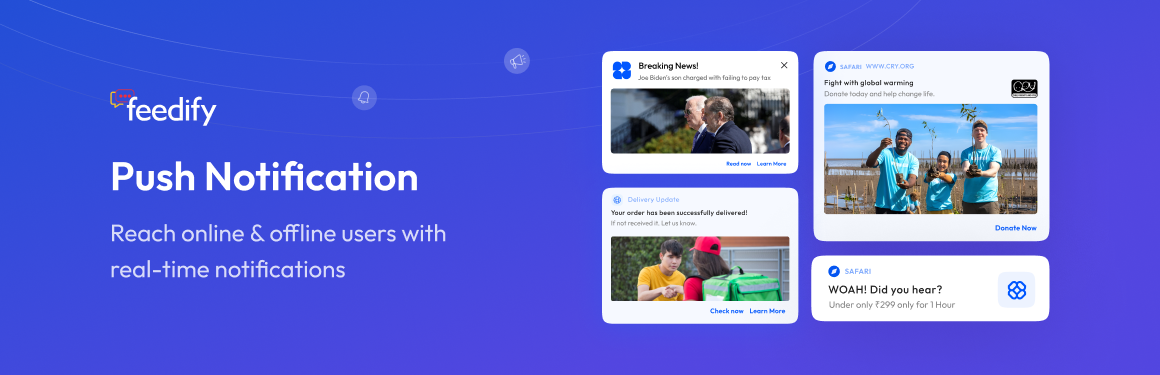 feedify
Push Notification
Reach online & offline users with
real-time notifications
Breaking News!
Joe Biden's son charged with failing to pay tax
Read now Learn More
Delivery Update
Your order has been successfully delivered!
If not received it. Let us know.
Check now Learn More
SAFARI WWW.CRY.ORG
Fight with global warming
Donate today and help change life.
CRY
Donate Now
SAFARI
WOAH! Did you hear?
Under only ₹299 only for 1 Hour